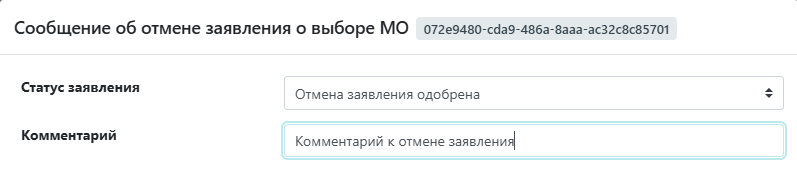 Сообщение об отмене заявления о выборе МО 072e9480-cda9-486a-8aaa-ac32c8c85701
Статус заявления Отмена заявления одобрена
Комментарий Комментарий к отмене заявления